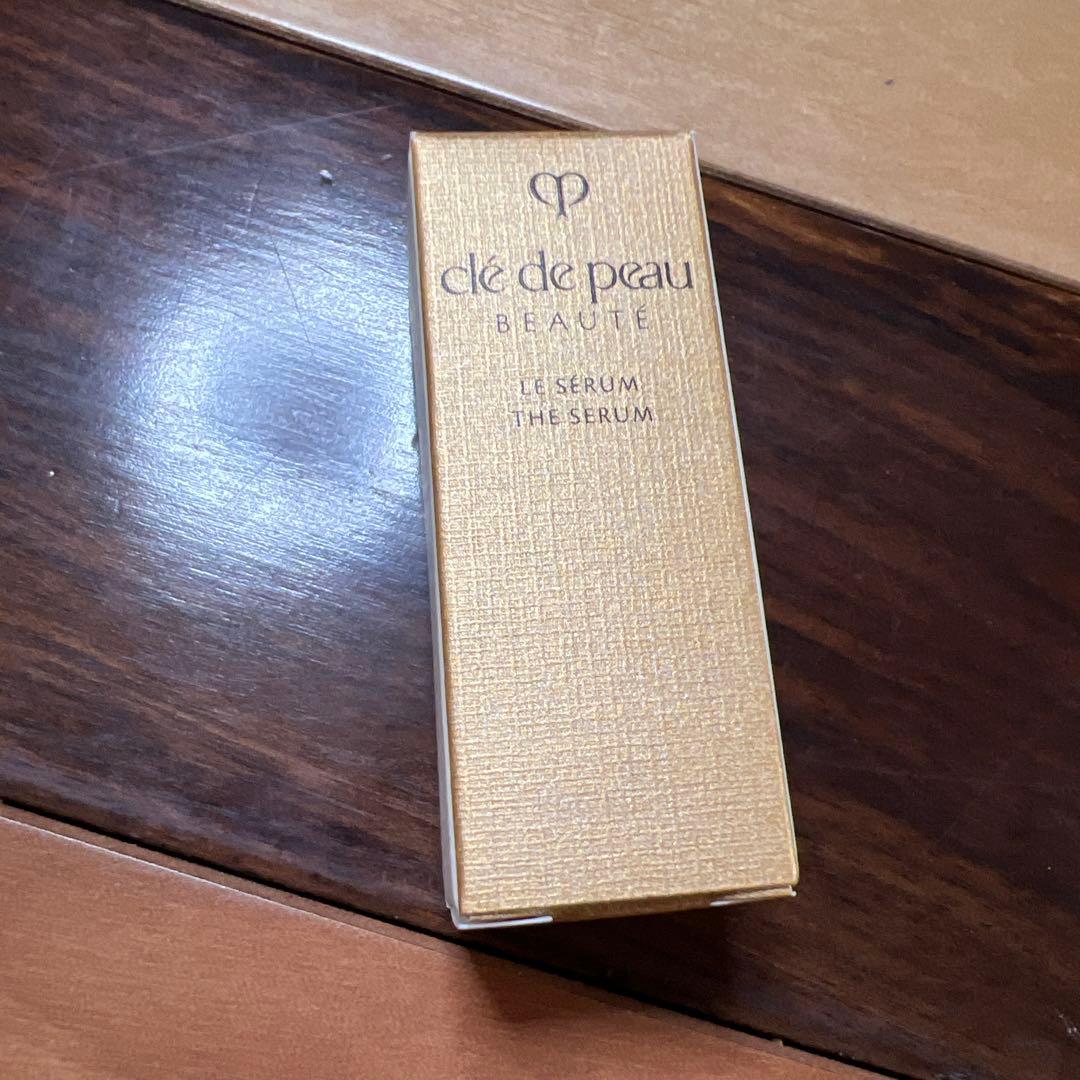 clé de peau
BEAUTÉ
LE SÉRUM
THE SERUM